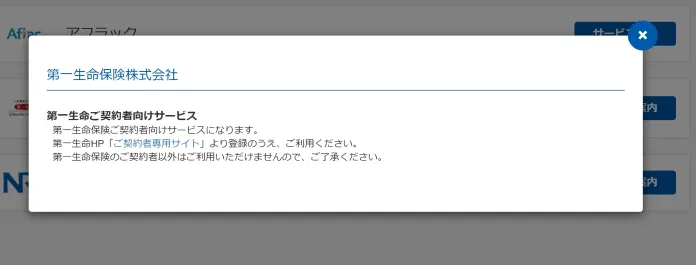 Aflac アフラック
サービス
第一生命保険株式会社
第一生命ご契約者向けサービス
第一生命保険ご契約者向けサービスになります。
第一生命HP「ご契約者専用サイト」より登録のうえ、ご利用ください。
第一生命保険のご契約者以外はご利用いただけませんので、ご了承ください。
案内
案内